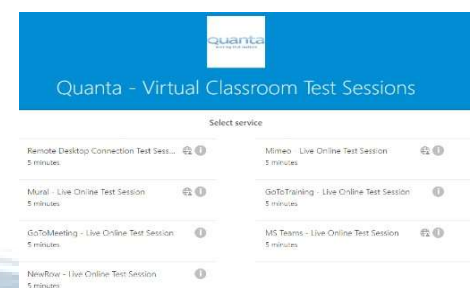 quanta
Quanta - Virtual Classroom Test Sessions
Select service
Remote Desktop Connection Test Sess...
5 minutes
Mimeo - Live Online Test Session
5 minutes
Mural - Live Online Test Session
5 minutes
GoToTraining - Live Online Test Session
5 minutes
GoToMeeting - Live Online Test Session
5 minutes
MS Teams - Live Online Test Session
5 minutes
NewRow - Live Online Test Session
5 minutes